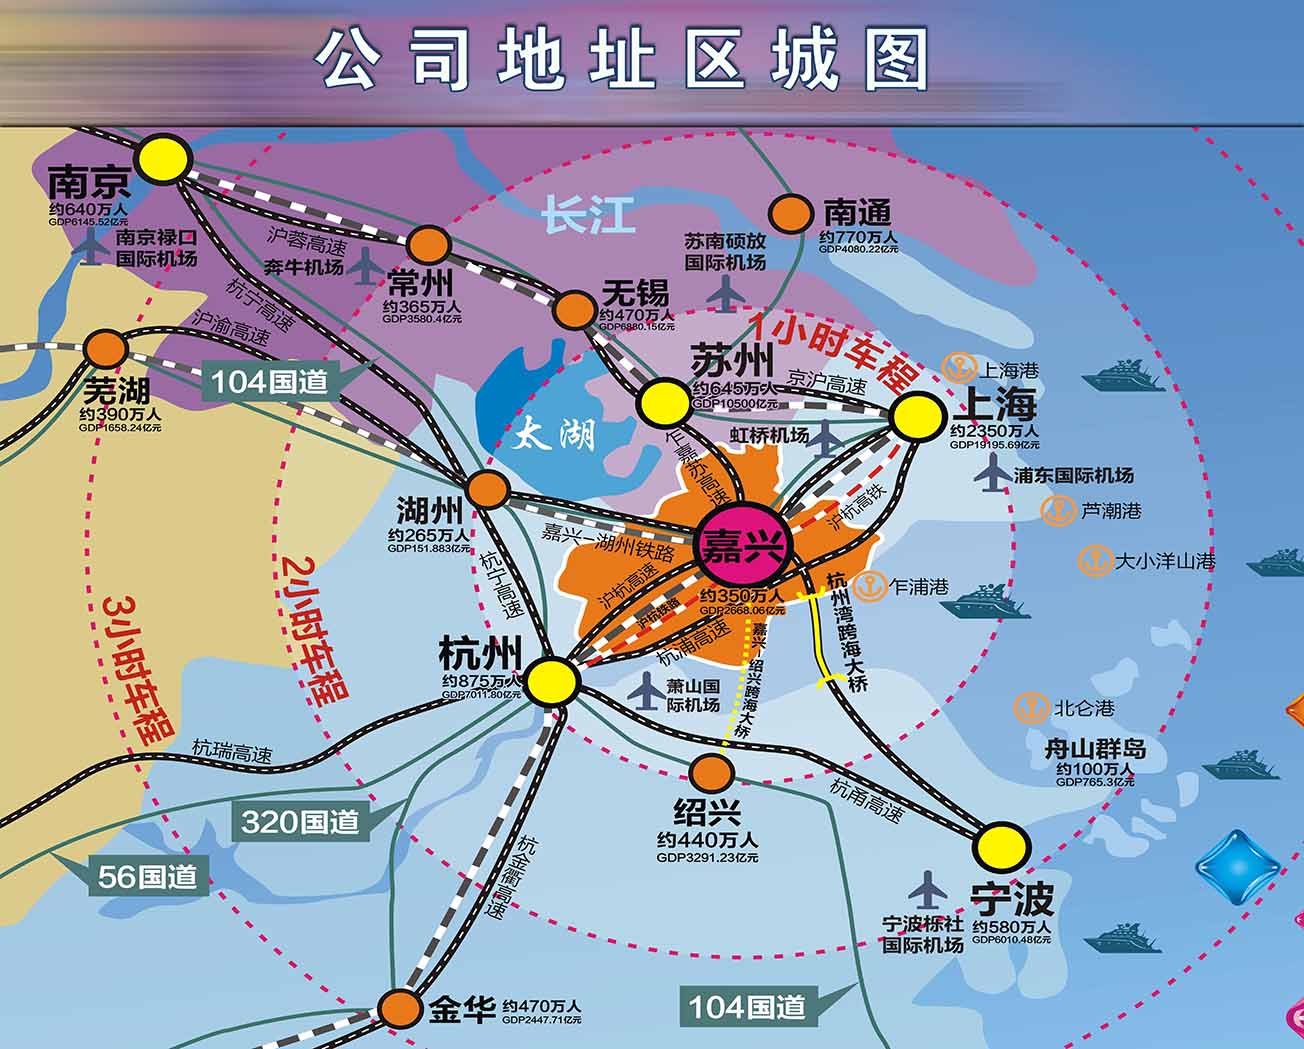 公司地址区城图
南京
约640万人
GDP6145.52亿元
南京禄口
国际机场
沪蓉高速
奔牛机场
常州
约365万人
GDP3580.4亿元
长江
南通
约770万人
GDP4080.22亿元
苏南硕放
国际机场
无锡
约470万人
GDP6880.15亿元
杭宁高速
沪渝高速
104国道
芜湖
约390万人
GDP1658.24亿元
1小时车程
苏州
约645万人
GDP10500亿元
京沪高速
上海港
上海
约2350万人
GDP19195.69亿元
虹桥机场
浦东国际机场
太湖
乍嘉苏高速
沪杭高铁
芦潮港
湖州
约265万人
GDP151.883亿元
嘉兴-湖州铁路
嘉兴
约350万人
GDP2668.06亿元
大小洋山港
乍浦港
杭宁高速
沪杭高速
沪杭铁路
杭浦高速
杭州湾跨海大桥
嘉兴-绍兴跨海大桥
2小时车程
3小时车程
杭州
约875万人
GDP7011.80亿元
萧山国
际机场
北仑港
舟山群岛
约100万人
GDP765.3亿元
杭瑞高速
320国道
56国道
绍兴
约440万人
GDP3291.23亿元
杭甬高速
杭金衢高速
宁波
约580万人
GDP6010.48亿元
宁波栎社
国际机场
金华
约470万人
GDP2447.71亿元
104国道